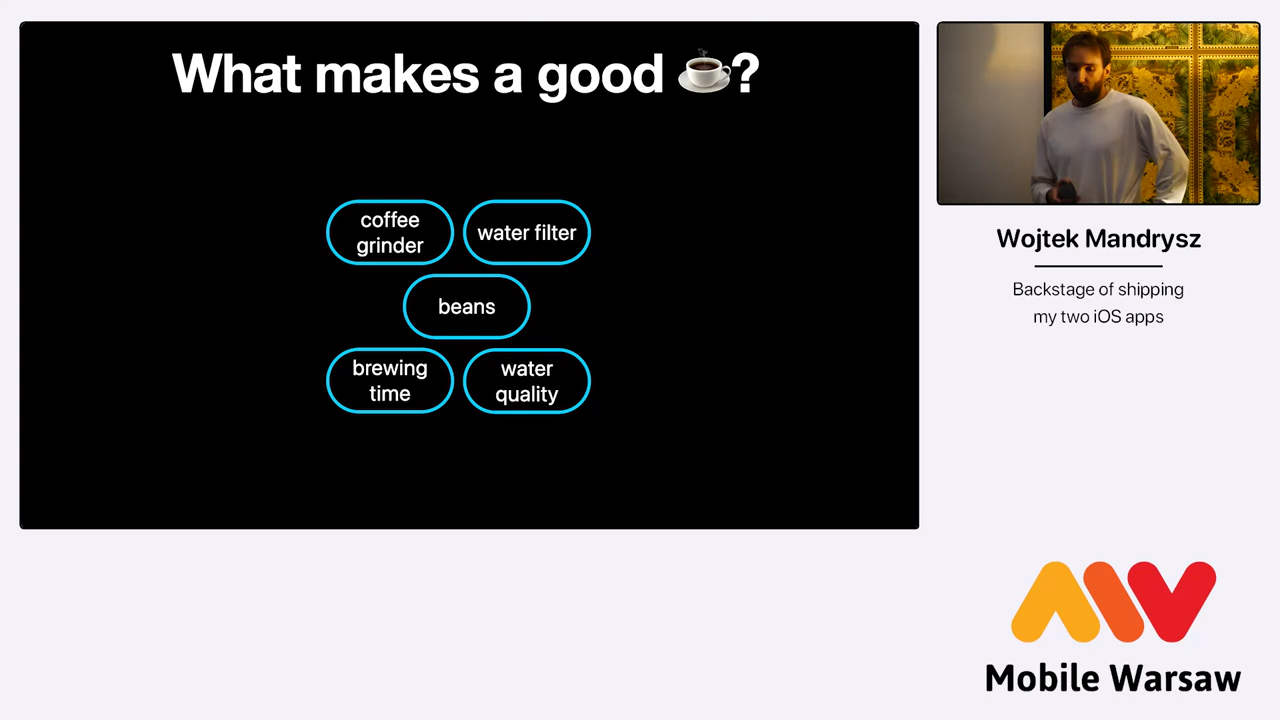 What makes a good ☕?
coffee
grinder
water filter
beans
brewing
time
water
quality
Wojtek Mandrysz
Backstage of shipping
my two iOS apps
Mobile Warsaw